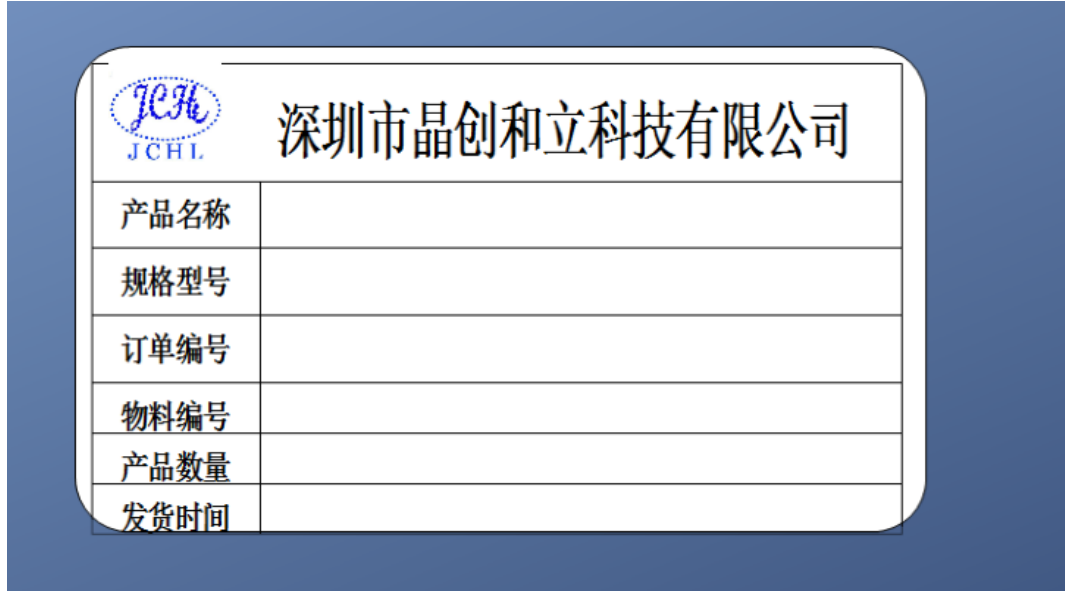 JCHL
JCHL
深圳市晶创和立科技有限公司
产品名称
规格型号
订单编号
物料编号
产品数量
发货时间